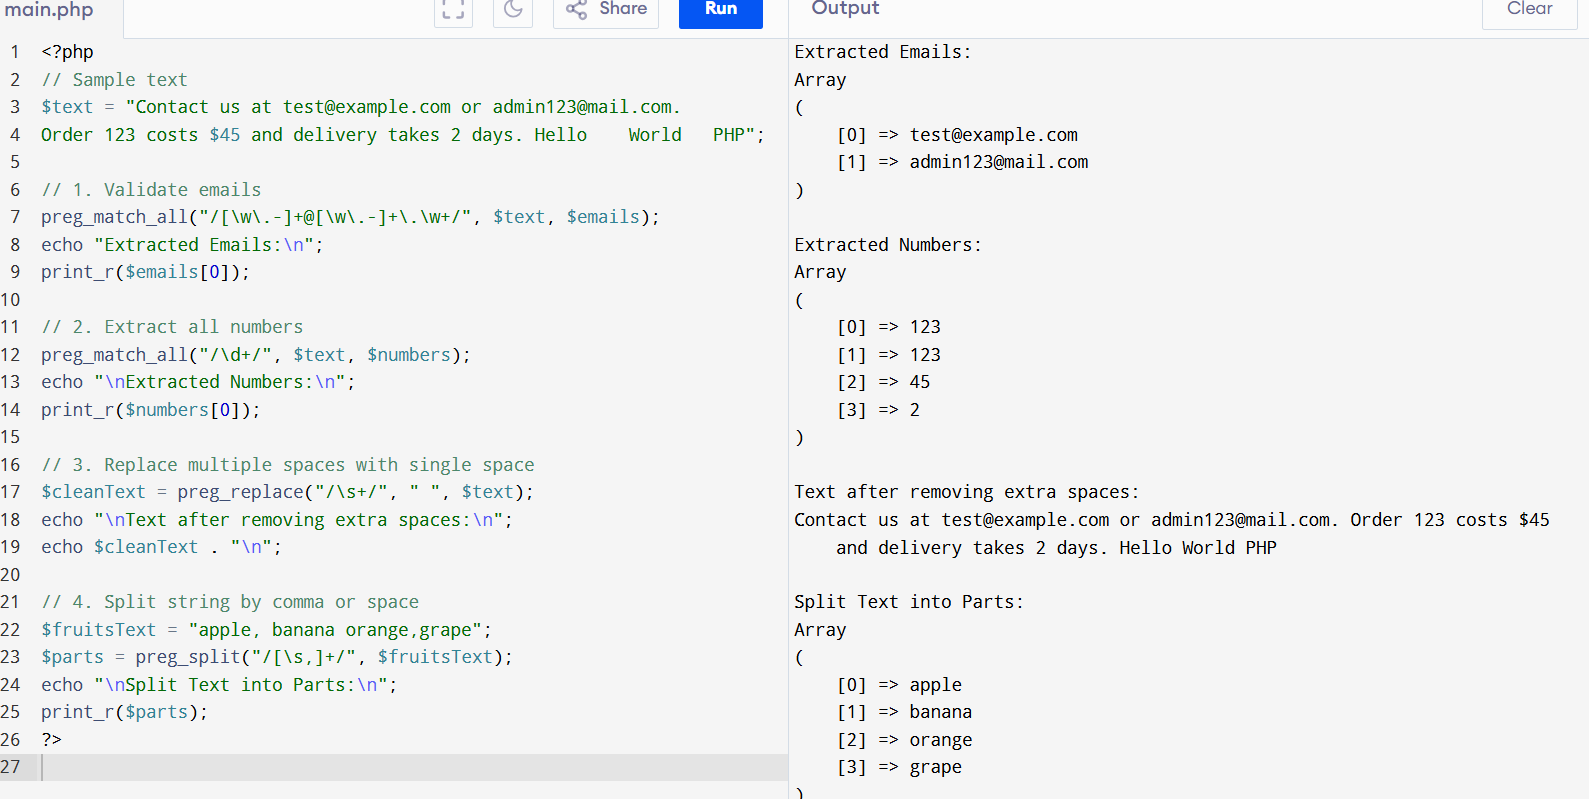 main.php
Share
Run
Output
Clear
1 <?php
2 // Sample text
3 $text = "Contact us at test@example.com or admin123@mail.com.
4 Order 123 costs $45 and delivery takes 2 days. Hello    World   PHP";
5
6 // 1. Validate emails
7 preg_match_all("/[\w\.-]+@[\w\.-]+\.\w+/", $text, $emails);
8 echo "Extracted Emails:\n";
9 print_r($emails[0]);
10
11 // 2. Extract all numbers
12 preg_match_all("/\d+/", $text, $numbers);
13 echo "\nExtracted Numbers:\n";
14 print_r($numbers[0]);
15
16 // 3. Replace multiple spaces with single space
17 $cleanText = preg_replace("/\s+/", " ", $text);
18 echo "\nText after removing extra spaces:\n";
19 echo $cleanText . "\n";
20
21 // 4. Split string by comma or space
22 $fruitsText = "apple, banana orange,grape";
23 $parts = preg_split("/[\s,]+/", $fruitsText);
24 echo "\nSplit Text into Parts:\n";
25 print_r($parts);
26 ?>
27
Extracted Emails:
Array
(
    [0] => test@example.com
    [1] => admin123@mail.com
)

Extracted Numbers:
Array
(
    [0] => 123
    [1] => 123
    [2] => 45
    [3] => 2
)

Text after removing extra spaces:
Contact us at test@example.com or admin123@mail.com. Order 123 costs $45
    and delivery takes 2 days. Hello World PHP

Split Text into Parts:
Array
(
    [0] => apple
    [1] => banana
    [2] => orange
    [3] => grape
)